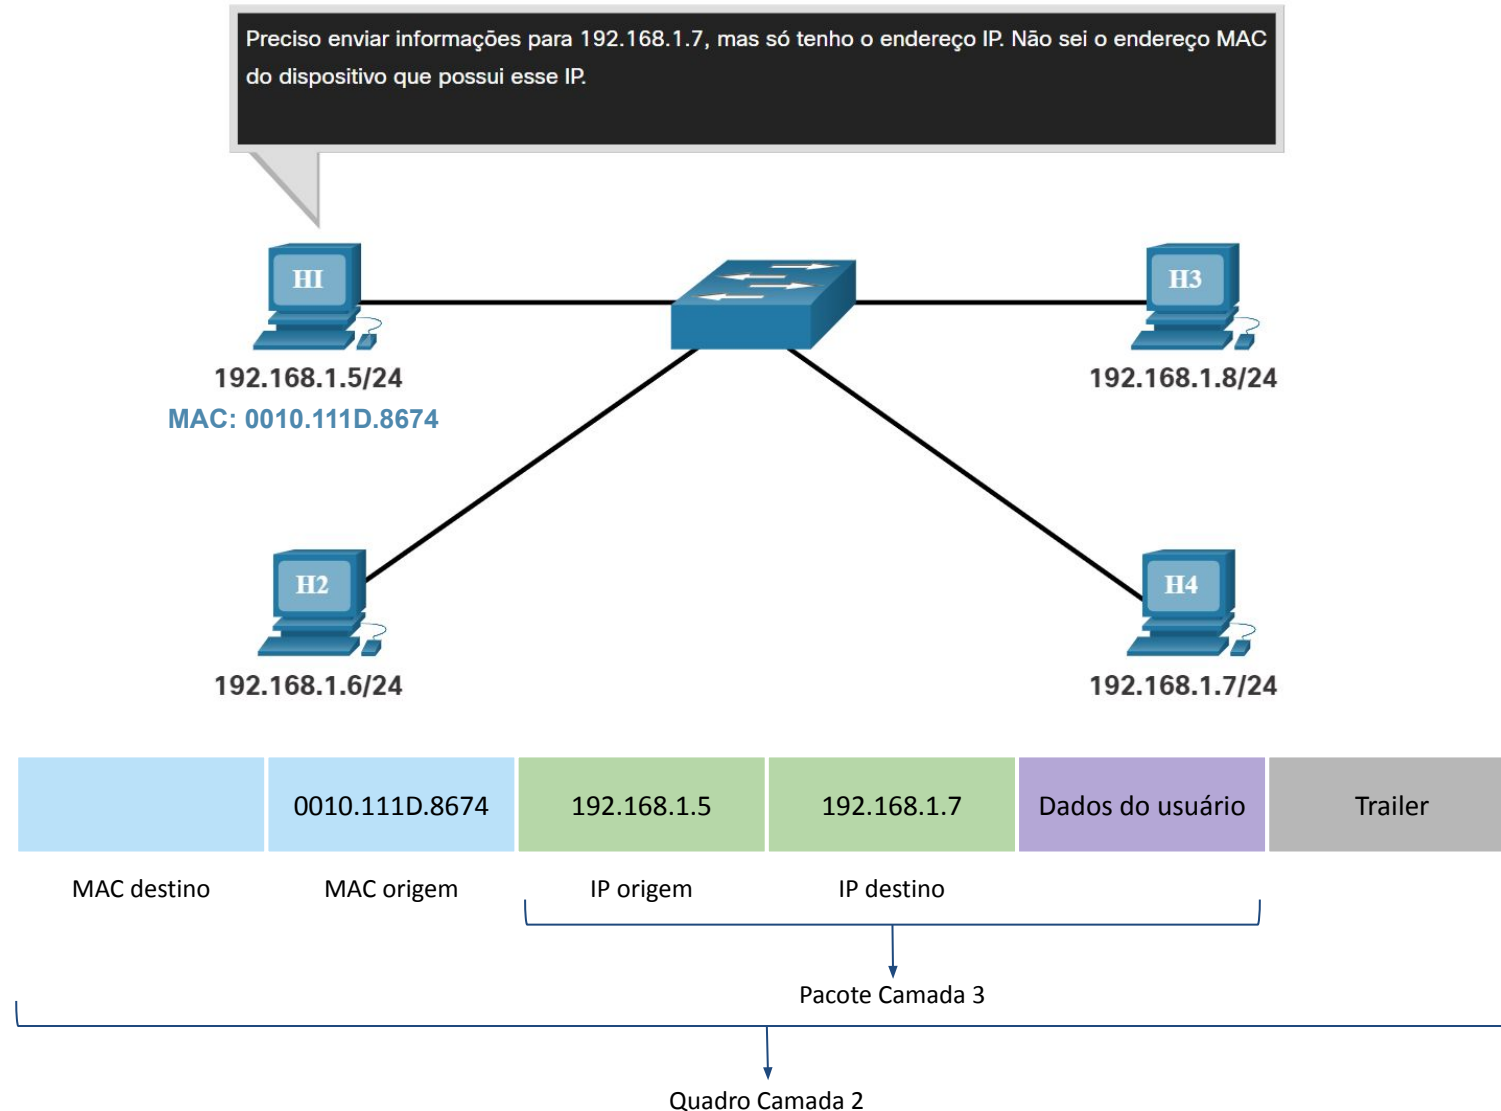 Preciso enviar informações para 192.168.1.7, mas só tenho o endereço IP. Não sei o endereço MAC
do dispositivo que possui esse IP.
HI
H3
192.168.1.5/24
192.168.1.8/24
MAC: 0010.111D.8674
H2
H4
192.168.1.6/24
192.168.1.7/24
0010.111D.8674
192.168.1.5
192.168.1.7
Dados do usuário
Trailer
MAC destino
MAC origem
IP origem
IP destino
Pacote Camada 3
Quadro Camada 2